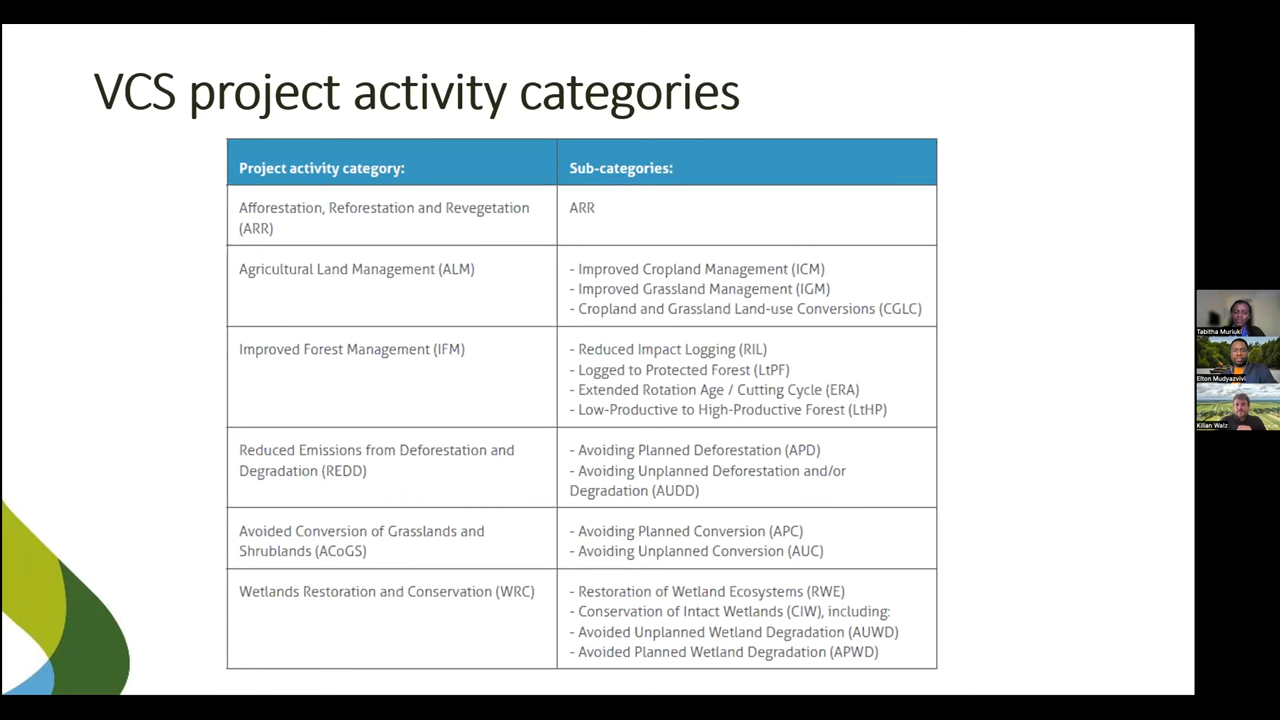 VCS project activity categories
Project activity category:
Sub-categories:
Afforestation, Reforestation and Revegetation
(ARR)
ARR
Agricultural Land Management (ALM)
- Improved Cropland Management (ICM)
- Improved Grassland Management (IGM)
- Cropland and Grassland Land-use Conversions (CGLC)
Improved Forest Management (IFM)
- Reduced Impact Logging (RIL)
- Logged to Protected Forest (LtPF)
- Extended Rotation Age / Cutting Cycle (ERA)
- Low-Productive to High-Productive Forest (LtHP)
Reduced Emissions from Deforestation and
Degradation (REDD)
- Avoiding Planned Deforestation (APD)
- Avoiding Unplanned Deforestation and/or
Degradation (AUDD)
Avoided Conversion of Grasslands and
Shrublands (ACoGS)
- Avoiding Planned Conversion (APC)
- Avoiding Unplanned Conversion (AUC)
Wetlands Restoration and Conservation (WRC)
- Restoration of Wetland Ecosystems (RWE)
- Conservation of Intact Wetlands (CIW), including:
- Avoided Unplanned Wetland Degradation (AUWD)
- Avoided Planned Wetland Degradation (APWD)
Tabitha Muriuki
Elton Mudyazvivi
Kilian Walz